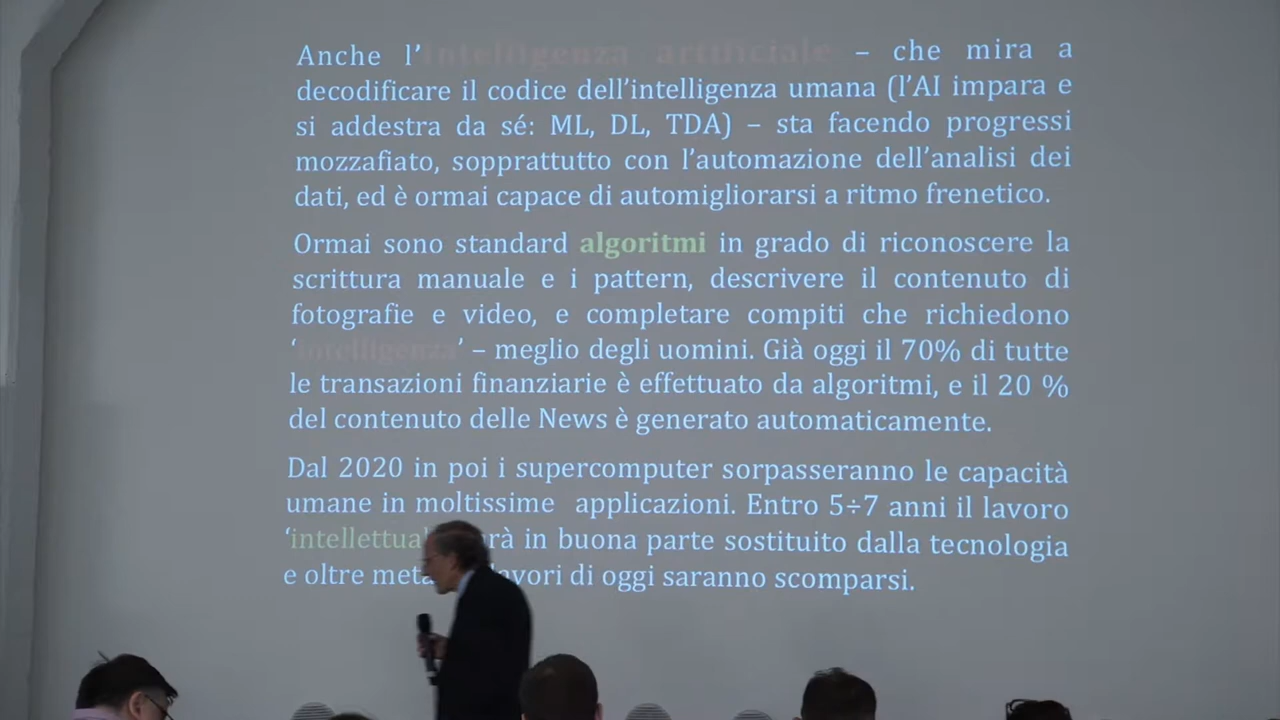 Anche l'intelligenza artificiale – che mira a
decodificare il codice dell'intelligenza umana (l'AI impara e
si addestra da sé: ML, DL, TDA) – sta facendo progressi
mozzafiato, sopprattutto con l'automazione dell'analisi dei
dati, ed è ormai capace di automigliorarsi a ritmo frenetico.
Ormai sono standard algoritmi in grado di riconoscere la
scrittura manuale e i pattern, descrivere il contenuto di
fotografie e video, e completare compiti che richiedono
'intelligenza' – meglio degli uomini. Già oggi il 70% di tutte
le transazioni finanziarie è effettuato da algoritmi, e il 20 %
del contenuto delle News è generato automaticamente.
Dal 2020 in poi i supercomputer sorpasseranno le capacità
umane in moltissime applicazioni. Entro 5÷7 anni il lavoro
in buona parte sostituito dalla tecnologia
e oltre di oggi saranno scomparsi.